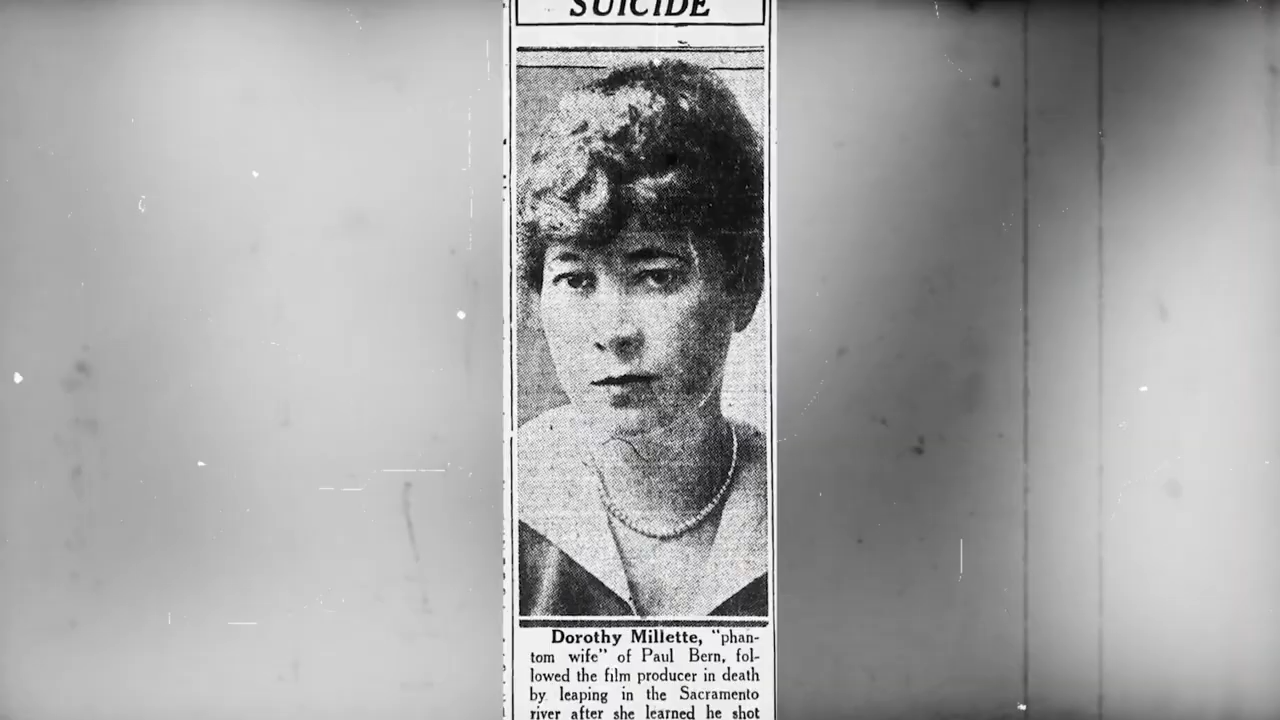 SUICIDE
Dorothy Millette, "phan-
tom wife" of Paul Bern, fol-
lowed the film producer in death
by leaping in the Sacramento
river after she learned he shot